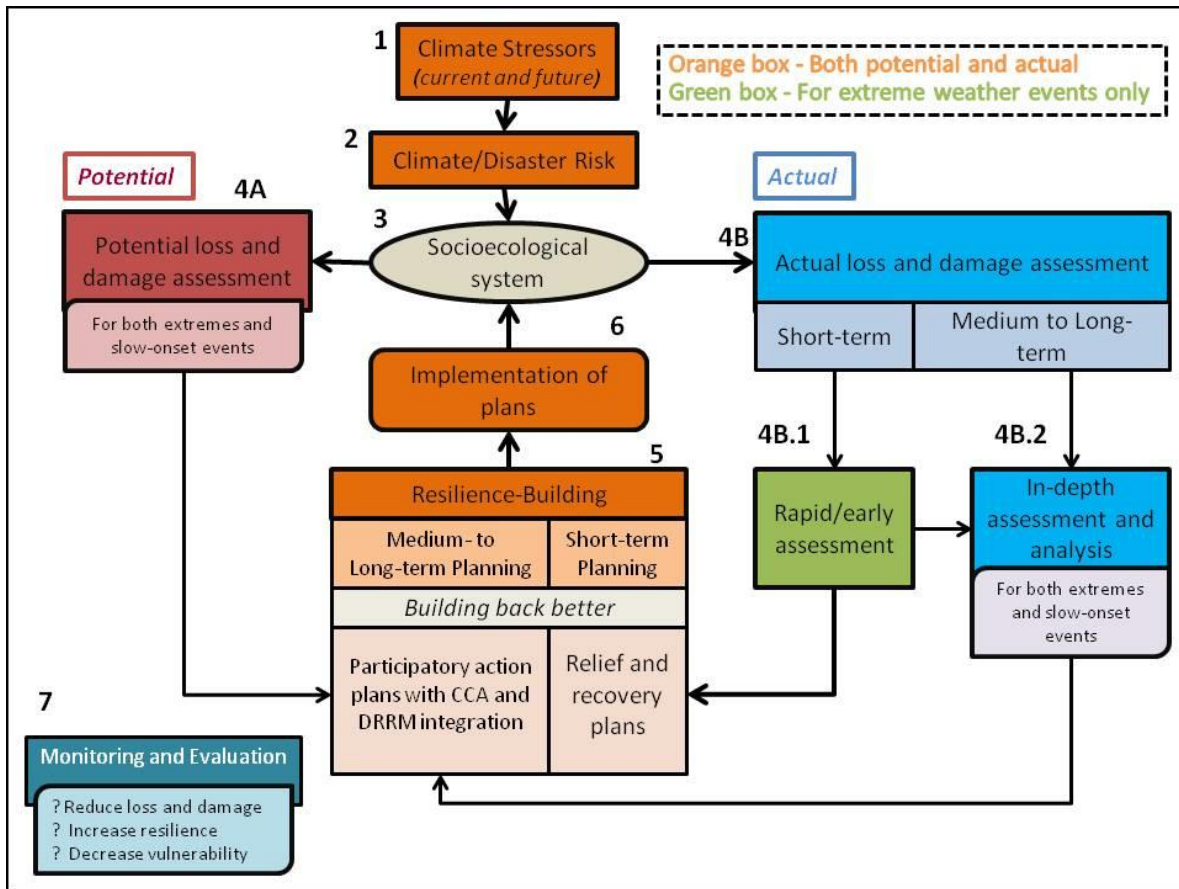 1
Climate Stressors
(current and future)
Orange box - Both potential and actual
Green box - For extreme weather events only
2
Climate/Disaster Risk
Potential
Actual
4A
3
Socioecological
system
4B
Potential loss and
damage assessment
For both extremes and
slow-onset events
Actual loss and damage assessment
Short-term
Medium to Long-
term
6
Implementation of
plans
4B.1
4B.2
5
Resilience-Building
Medium- to
Long-term Planning
Short-term
Planning
Building back better
Participatory action
plans with CCA and
DRRM integration
Relief and
recovery plans
Rapid/early
assessment
In-depth
assessment and
analysis
For both extremes
and slow-onset
events
7
Monitoring and Evaluation
? Reduce loss and damage
? Increase resilience
? Decrease vulnerability